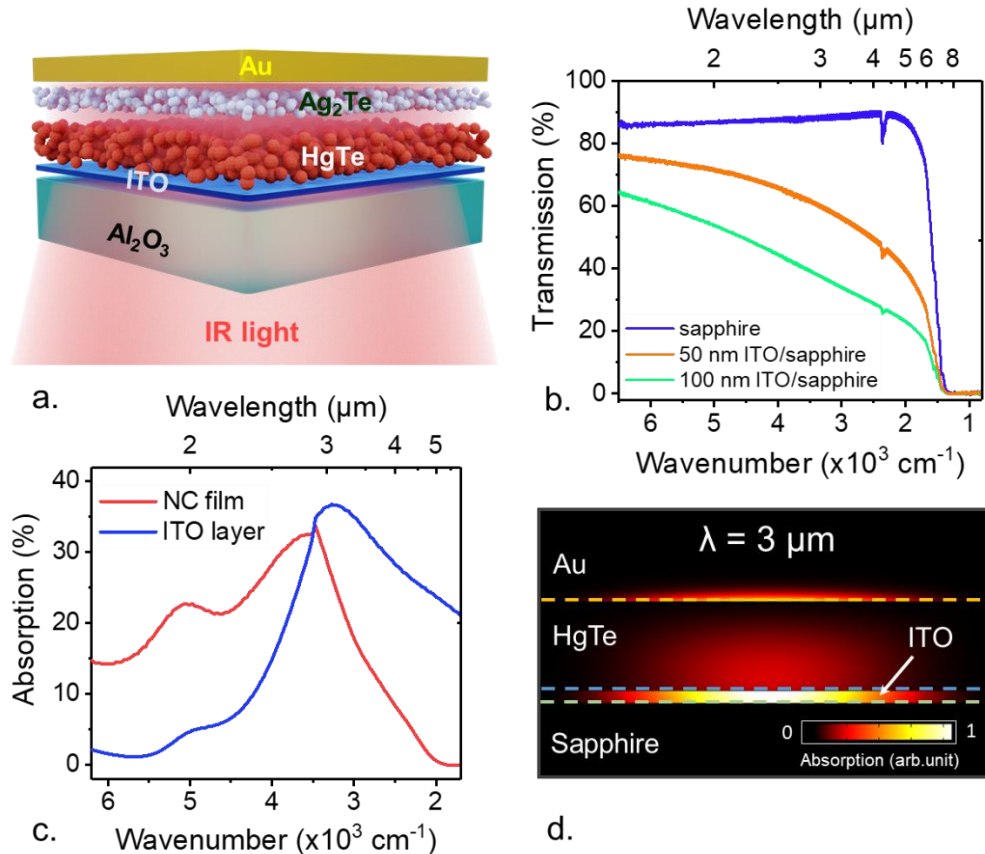 Au
Ag₂Te
HgTe
ITO
Al₂O₃
IR light
a.
Wavelength (µm)
2 3 4 5 6 8
100
80
60
40
20
0
Transmission (%)
sapphire
50 nm ITO/sapphire
100 nm ITO/sapphire
6 5 4 3 2 1
Wavenumber (x10³ cm⁻¹)
b.
Wavelength (µm)
2 3 4 5
40
30
20
10
0
Absorption (%)
NC film
ITO layer
6 5 4 3 2
Wavenumber (x10³ cm⁻¹)
c.
λ = 3 µm
Au
HgTe
ITO
Sapphire
0 1
Absorption (arb.unit)
d.